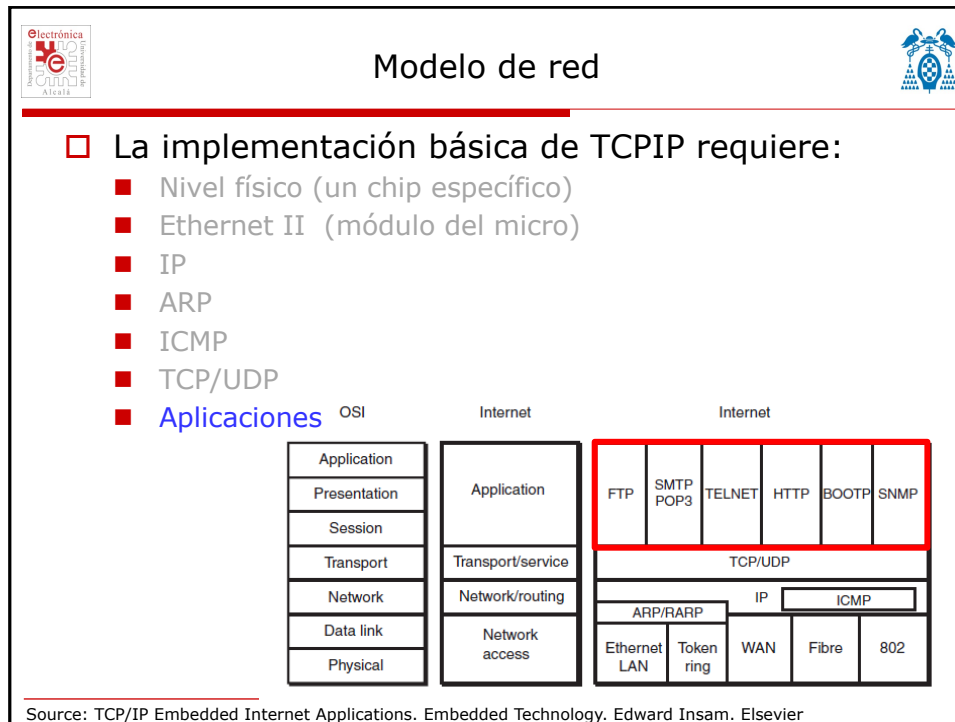 electrónica
Departamento de
Universidad de
Alcalá
Modelo de red
La implementación básica de TCPIP requiere:
Nivel físico (un chip específico)
Ethernet II (módulo del micro)
IP
ARP
ICMP
TCP/UDP
Aplicaciones
OSI
Internet
Internet
Application
Presentation
Session
Transport
Network
Data link
Physical
Application
Transport/service
Network/routing
Network
access
FTP
SMTP
POP3
TELNET
HTTP
BOOTP
SNMP
TCP/UDP
IP
ICMP
ARP/RARP
Ethernet
LAN
Token
ring
WAN
Fibre
802
Source: TCP/IP Embedded Internet Applications. Embedded Technology. Edward Insam. Elsevier